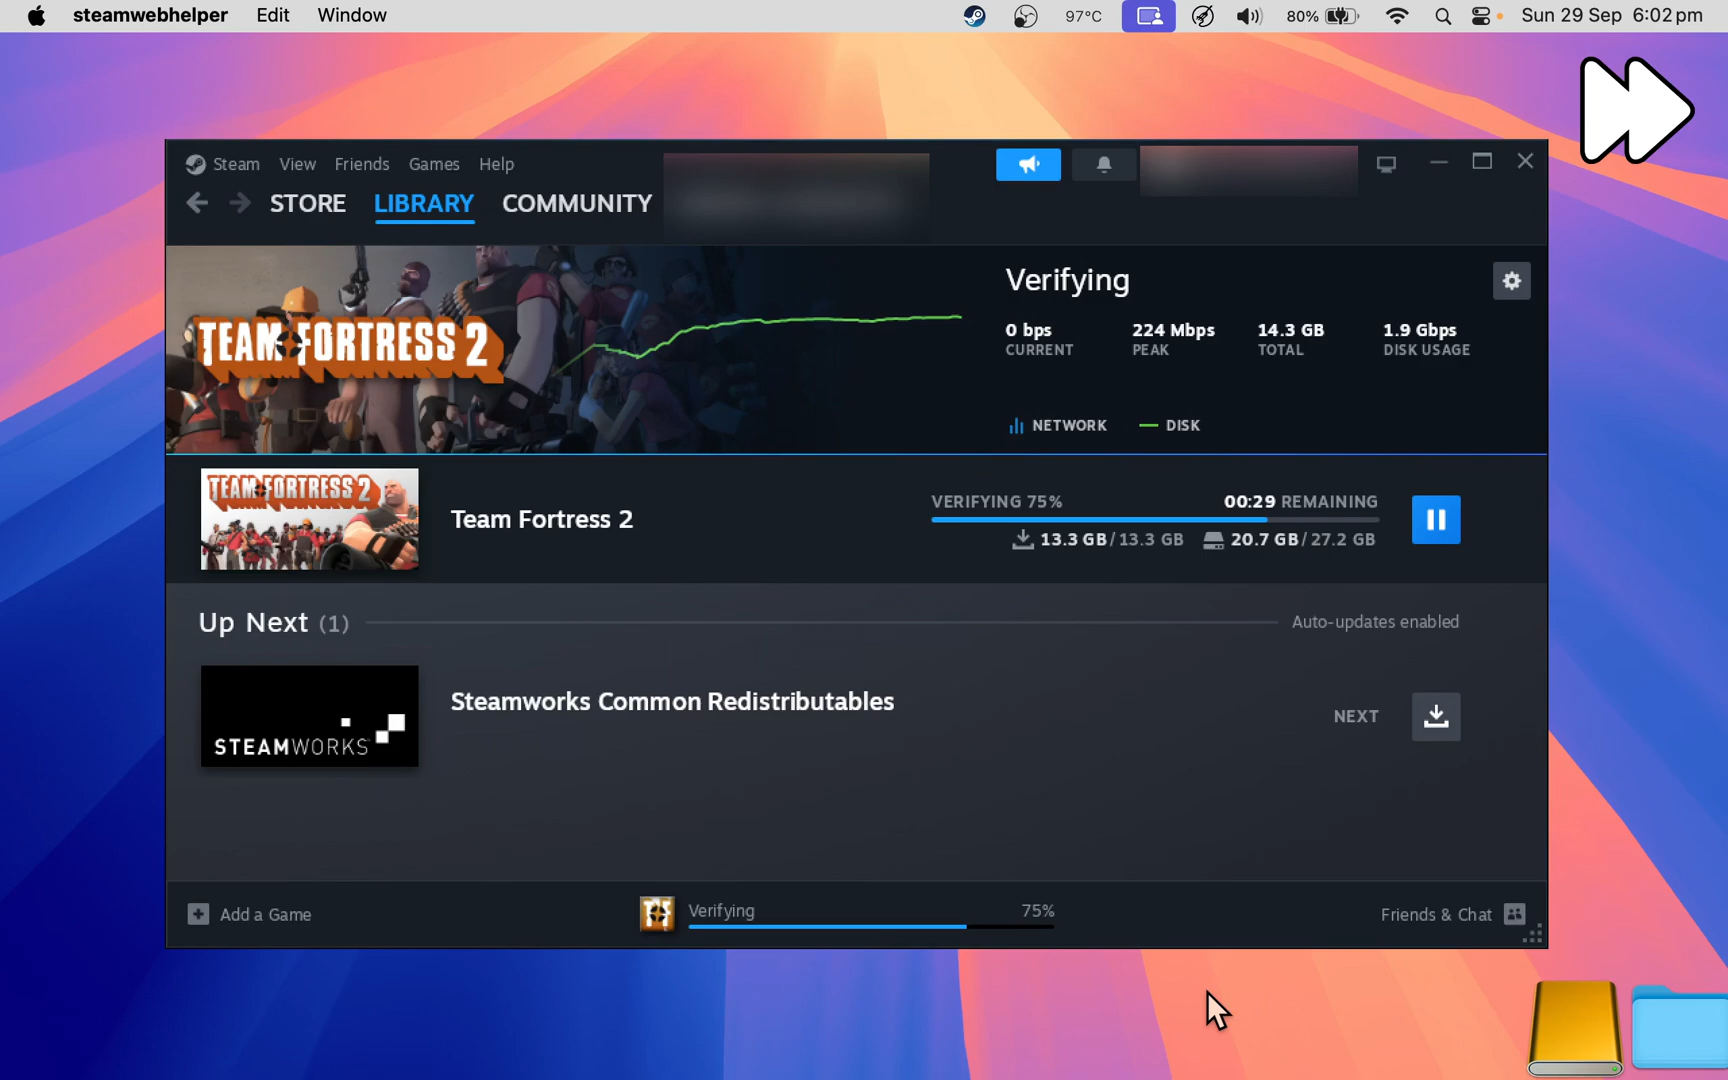 steamwebhelper Edit Window 97°C 80% Sun 29 Sep 6:02 pm
Steam View Friends Games Help
STORE LIBRARY COMMUNITY
TEAM FORTRESS 2
Verifying
0 bps 224 Mbps 14.3 GB 1.9 Gbps
CURRENT PEAK TOTAL DISK USAGE
NETWORK DISK
TEAM FORTRESS 2
Team Fortress 2
VERIFYING 75% 00:29 REMAINING
13.3 GB/13.3 GB 20.7 GB/27.2 GB
Up Next (1) Auto-updates enabled
STEAMWORKS
Steamworks Common Redistributables
NEXT
Add a Game
Verifying 75%
Friends & Chat